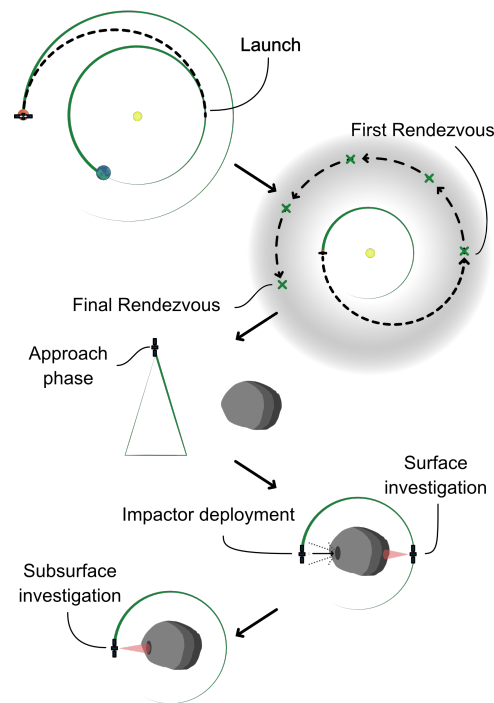 Launch
First Rendezvous
Final Rendezvous
Approach
phase
Surface
investigation
Impactor deployment
Subsurface
investigation